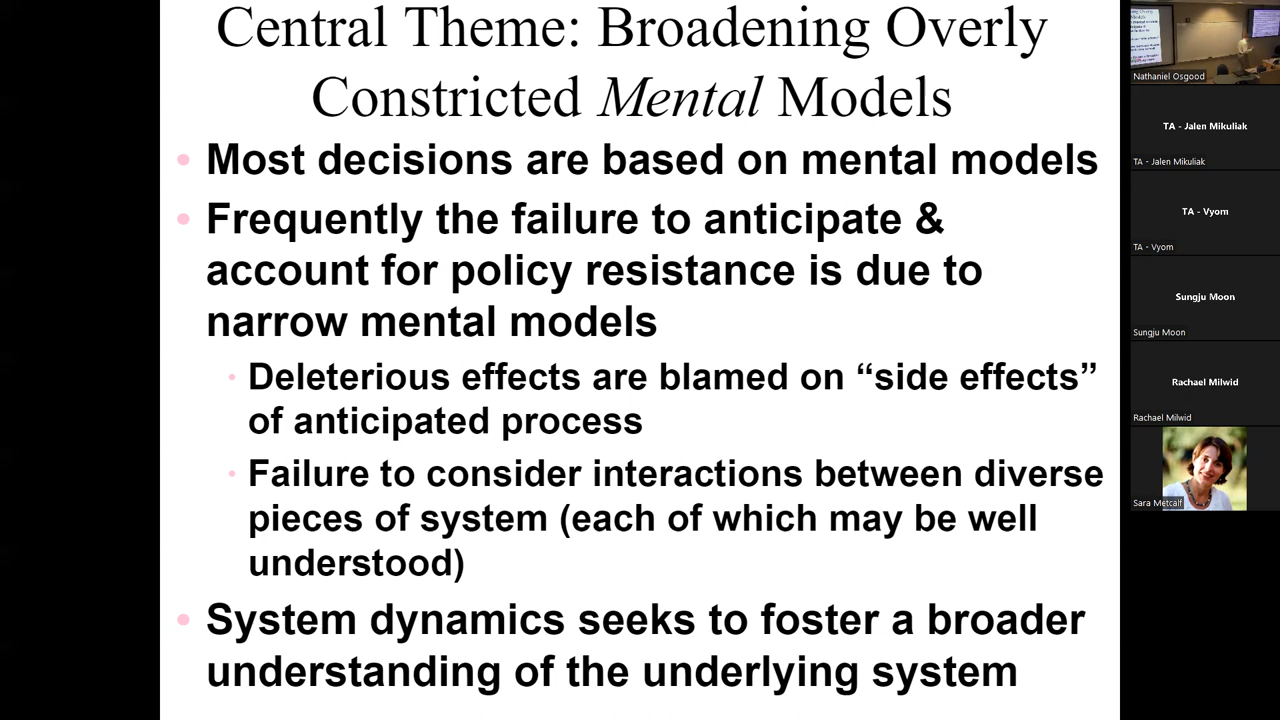 Central Theme: Broadening Overly
Constricted Mental Models
• Most decisions are based on mental models
• Frequently the failure to anticipate &
account for policy resistance is due to
narrow mental models
• Deleterious effects are blamed on “side effects”
of anticipated process
• Failure to consider interactions between diverse
pieces of system (each of which may be well
understood)
• System dynamics seeks to foster a broader
understanding of the underlying system
Nathaniel Osgood
TA - Jalen Mikuliak
TA - Jalen Mikuliak
TA - Vyom
TA - Vyom
Sungju Moon
Sungju Moon
Rachael Milwid
Rachael Milwid
Sara Metcalf